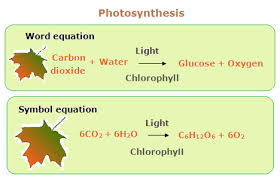 Photosynthesis
Word equation
Light
Carbon dioxide + Water → Glucose + Oxygen
Chlorophyll
Symbol equation
Light
6CO2 + 6H2O → C6H12O6 + 6O2
Chlorophyll